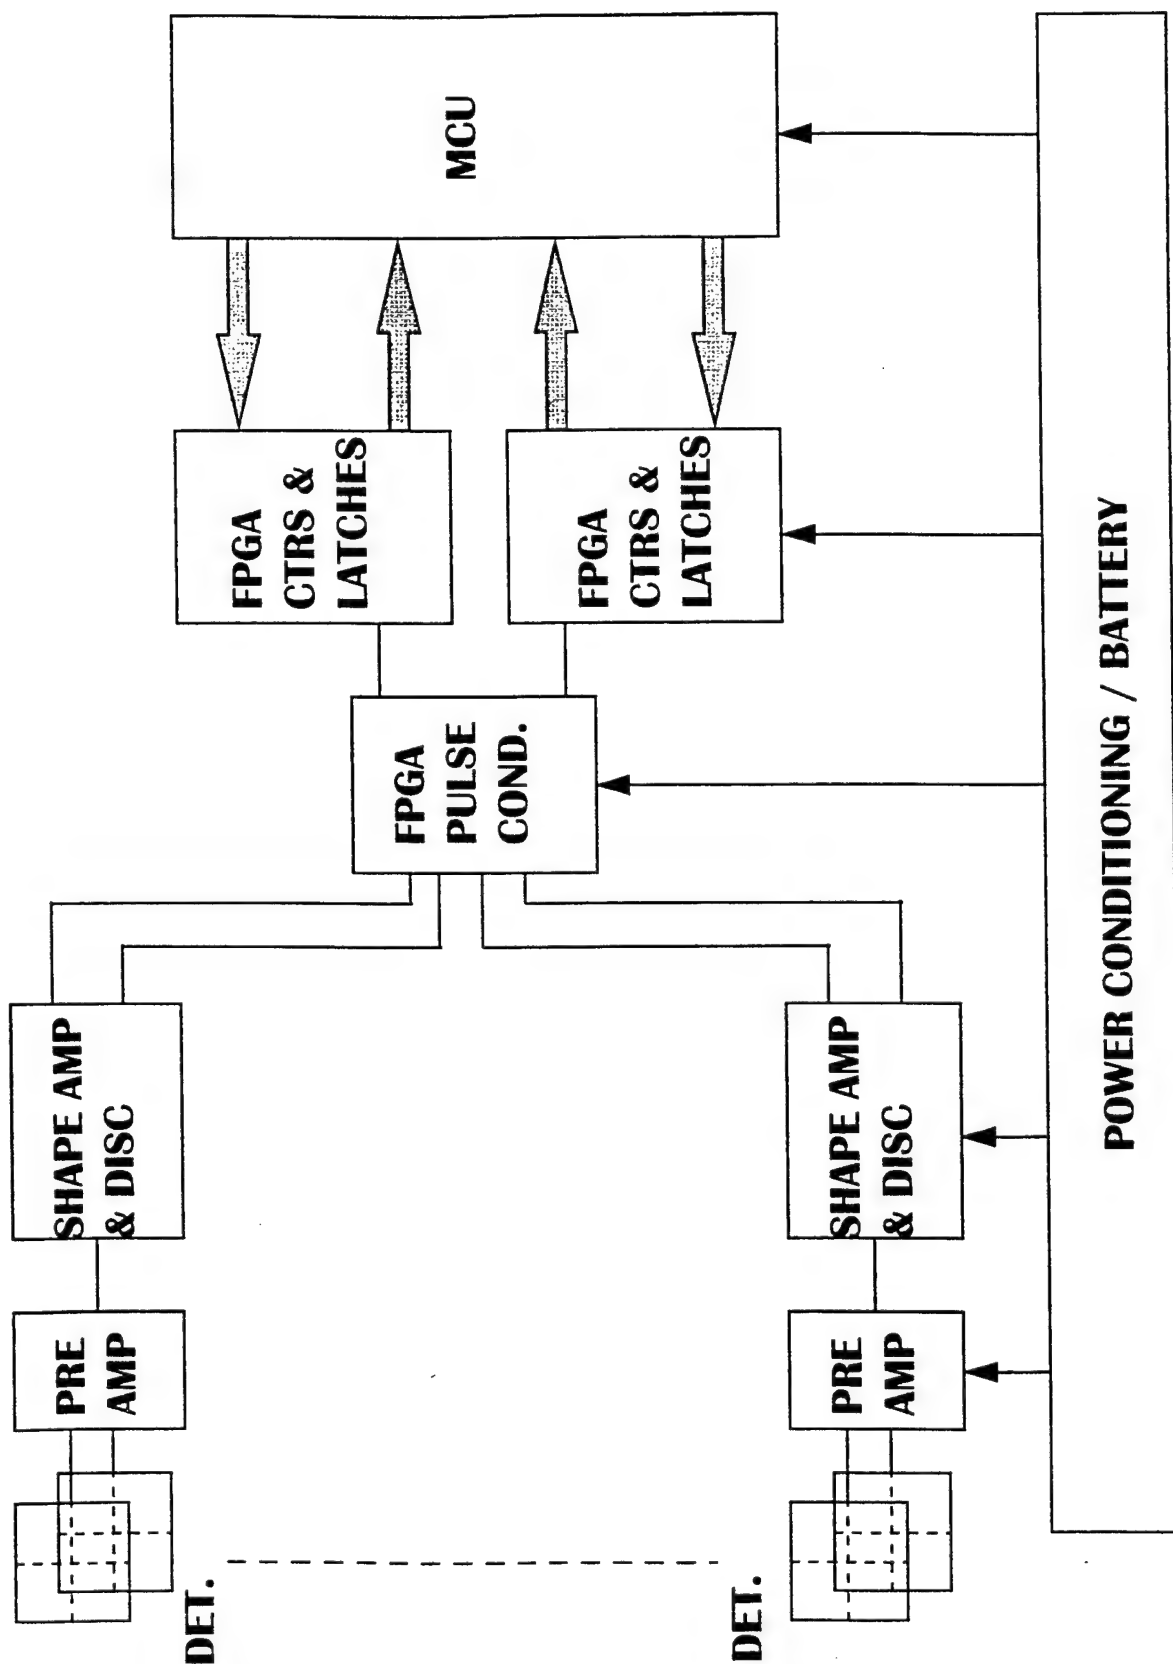 DET.
PRE
AMP
SHAPE AMP
& DISC
FPGA
PULSE
COND.
FPGA
CTRS &
LATCHES
MCU
FPGA
CTRS &
LATCHES
DET.
PRE
AMP
SHAPE AMP
& DISC
POWER CONDITIONING / BATTERY